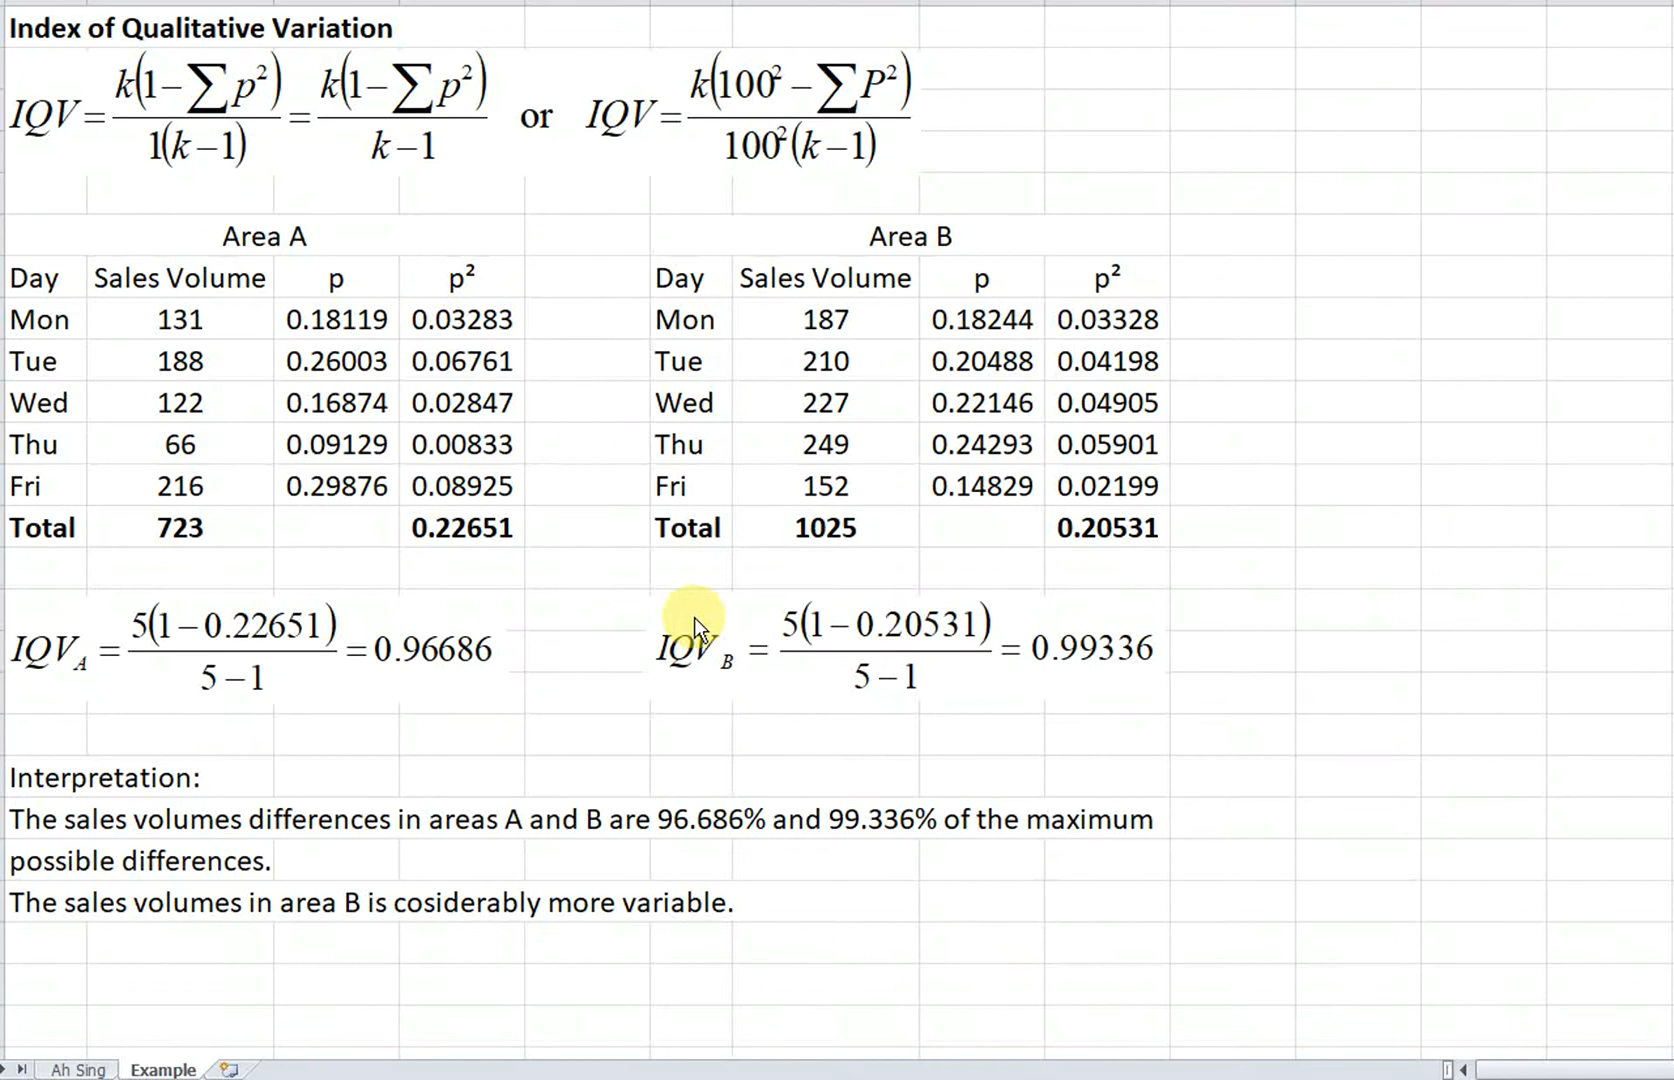 Index of Qualitative Variation
IQV = k(1−∑p²) / 1(k−1) = k(1−∑p²) / k−1 or IQV = k(100²−∑P²) / 100²(k−1)
Area A Area B
Day Sales Volume p p² Day Sales Volume p p²
Mon 131 0.18119 0.03283 Mon 187 0.18244 0.03328
Tue 188 0.26003 0.06761 Tue 210 0.20488 0.04198
Wed 122 0.16874 0.02847 Wed 227 0.22146 0.04905
Thu 66 0.09129 0.00833 Thu 249 0.24293 0.05901
Fri 216 0.29876 0.08925 Fri 152 0.14829 0.02199
Total 723 0.22651 Total 1025 0.20531
IQV_A = 5(1−0.22651) / 5−1 = 0.96686 IQV_B = 5(1−0.20531) / 5−1 = 0.99336
Interpretation:
The sales volumes differences in areas A and B are 96.686% and 99.336% of the maximum
possible differences.
The sales volumes in area B is cosiderably more variable.
Ah Sing Example